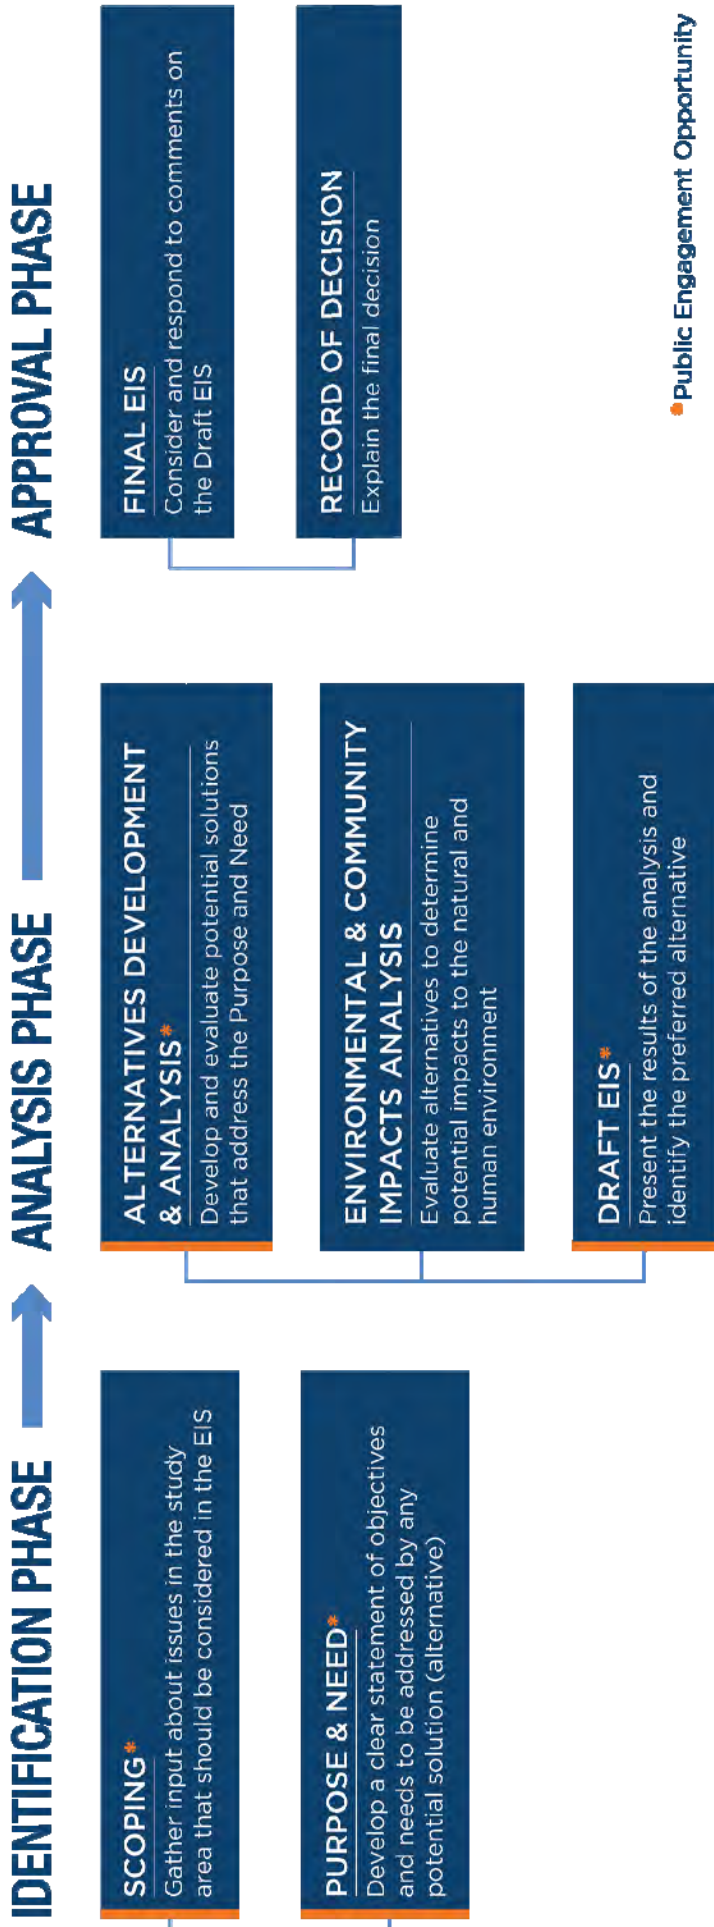 IDENTIFICATION PHASE
SCOPING*
Gather input about issues in the study
area that should be considered in the EIS
PURPOSE & NEED*
Develop a clear statement of objectives
and needs to be addressed by any
potential solution (alternative)
ANALYSIS PHASE
ALTERNATIVES DEVELOPMENT
& ANALYSIS*
Develop and evaluate potential solutions
that address the Purpose and Need
ENVIRONMENTAL & COMMUNITY
IMPACTS ANALYSIS
Evaluate alternatives to determine
potential impacts to the natural and
human environment
DRAFT EIS*
Present the results of the analysis and
identify the preferred alternative
APPROVAL PHASE
FINAL EIS
Consider and respond to comments on
the Draft EIS
RECORD OF DECISION
Explain the final decision
*Public Engagement Opportunity